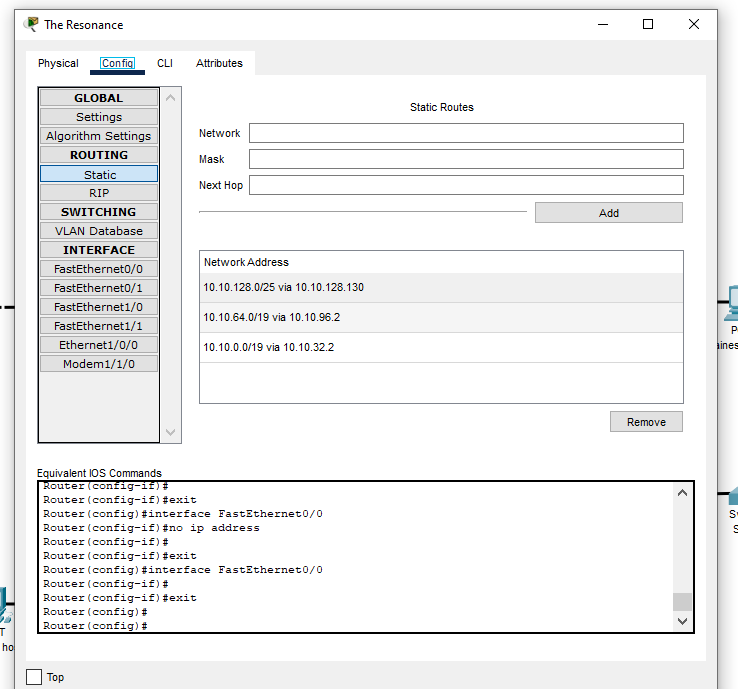 The Resonance
Physical Config CLI Attributes
GLOBAL
Settings
Algorithm Settings
ROUTING
Static
RIP
SWITCHING
VLAN Database
INTERFACE
FastEthernet0/0
FastEthernet0/1
FastEthernet1/0
FastEthernet1/1
Ethernet1/0/0
Modem1/1/0
Static Routes
Network
Mask
Next Hop
Add
Network Address
10.10.128.0/25 via 10.10.128.130
10.10.64.0/19 via 10.10.96.2
10.10.0.0/19 via 10.10.32.2
Remove
Equivalent IOS Commands
Router(config-if)#
Router(config-if)#exit
Router(config)#interface FastEthernet0/0
Router(config-if)#no ip address
Router(config-if)#
Router(config-if)#exit
Router(config)#interface FastEthernet0/0
Router(config-if)#
Router(config-if)#exit
Router(config)#
Router(config)#
Top